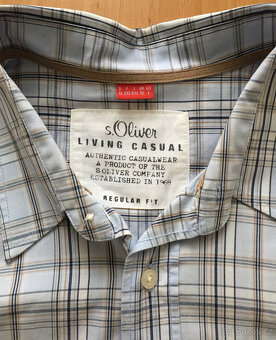 s.Oliver
LIVING CASUAL
AUTHENTIC CASUALWEAR
A PRODUCT OF THE
S.OLIVER COMPANY
ESTABLISHED IN 1969
REGULAR FIT